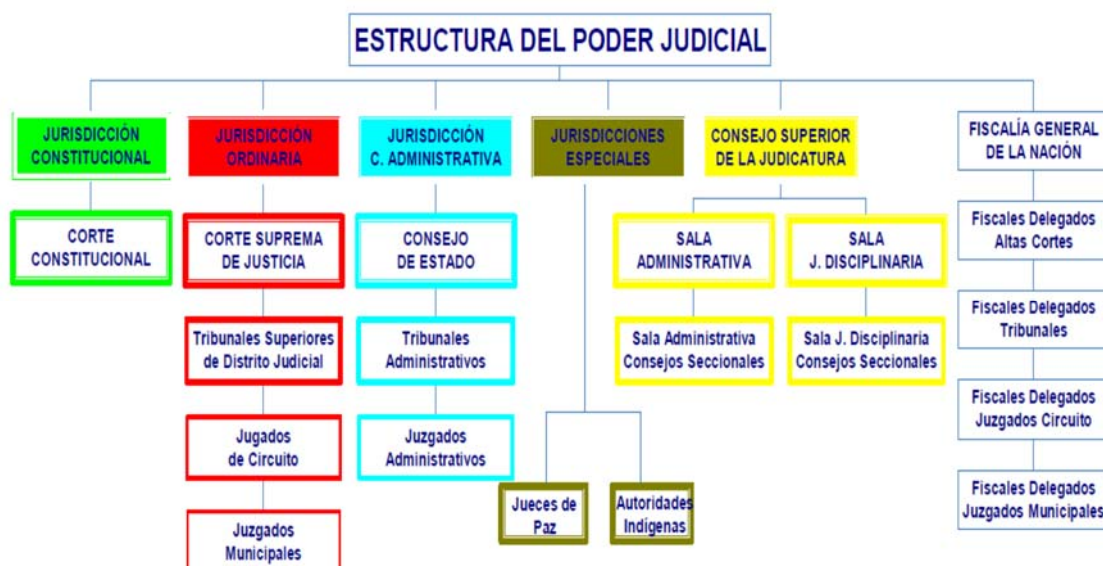 ESTRUCTURA DEL PODER JUDICIAL
JURISDICCIÓN
CONSTITUCIONAL
CORTE
CONSTITUCIONAL
JURISDICCIÓN
ORDINARIA
CORTE SUPREMA
DE JUSTICIA
Tribunales Superiores
de Distrito Judicial
Jugados
de Circuito
Juzgados
Municipales
JURISDICCIÓN
C. ADMINISTRATIVA
CONSEJO
DE ESTADO
Tribunales
Administrativos
Juzgados
Administrativos
JURISDICCIONES
ESPECIALES
Jueces de
Paz
Autoridades
Indígenas
CONSEJO SUPERIOR
DE LA JUDICATURA
SALA
ADMINISTRATIVA
Sala Administrativa
Consejos Seccionales
SALA
J. DISCIPLINARIA
Sala J. Disciplinaria
Consejos Seccionales
FISCALÍA GENERAL
DE LA NACIÓN
Fiscales Delegados
Altas Cortes
Fiscales Delegados
Tribunales
Fiscales Delegados
Juzgados Circuito
Fiscales Delegados
Juzgados Municipales